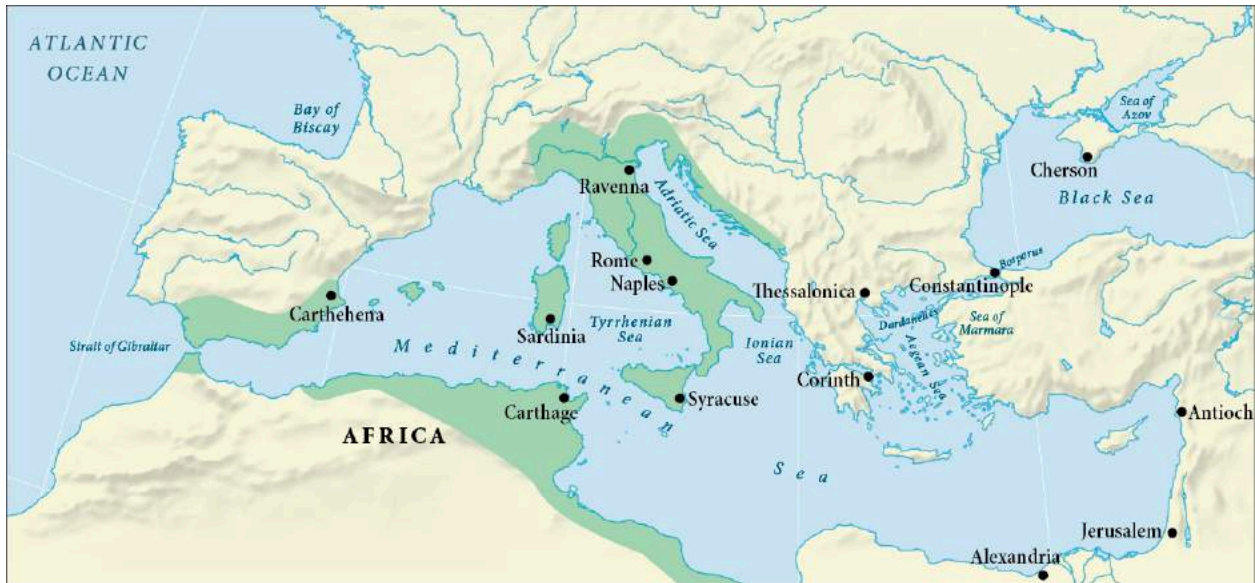 ATLANTIC
OCEAN
Bay of
Biscay
Sea of
Azov
Cherson
Black Sea
Ravenna
Adriatic Sea
Rome
Naples
Bosporus
Constantinople
Thessalonica
Dardanelles
Sea of
Marmara
Carthehena
Sardinia
Tyrrhenian
Sea
Ionian
Sea
Aegean Sea
Strait of Gibraltar
Mediterranean
Sea
Corinth
Carthage
Syracuse
Antioch
AFRICA
Jerusalem
Alexandria